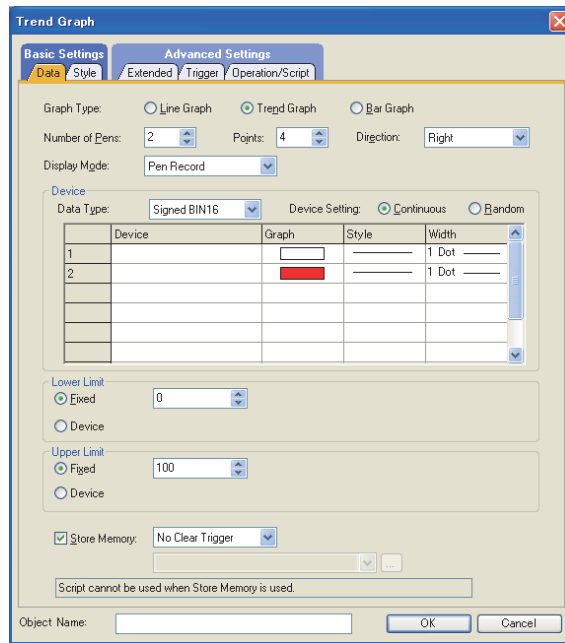 Trend Graph
Basic Settings Advanced Settings
Data Style Extended Trigger Operation/Script
Graph Type: Line Graph Trend Graph Bar Graph
Number of Pens: 2 Points: 4 Direction: Right
Display Mode: Pen Record
Device
Data Type: Signed BIN16 Device Setting: Continuous Random
Device Graph Style Width
1 1 Dot
2 1 Dot
Lower Limit
Fixed 0
Device
Upper Limit
Fixed 100
Device
Store Memory: No Clear Trigger
...
Script cannot be used when Store Memory is used.
Object Name: OK Cancel